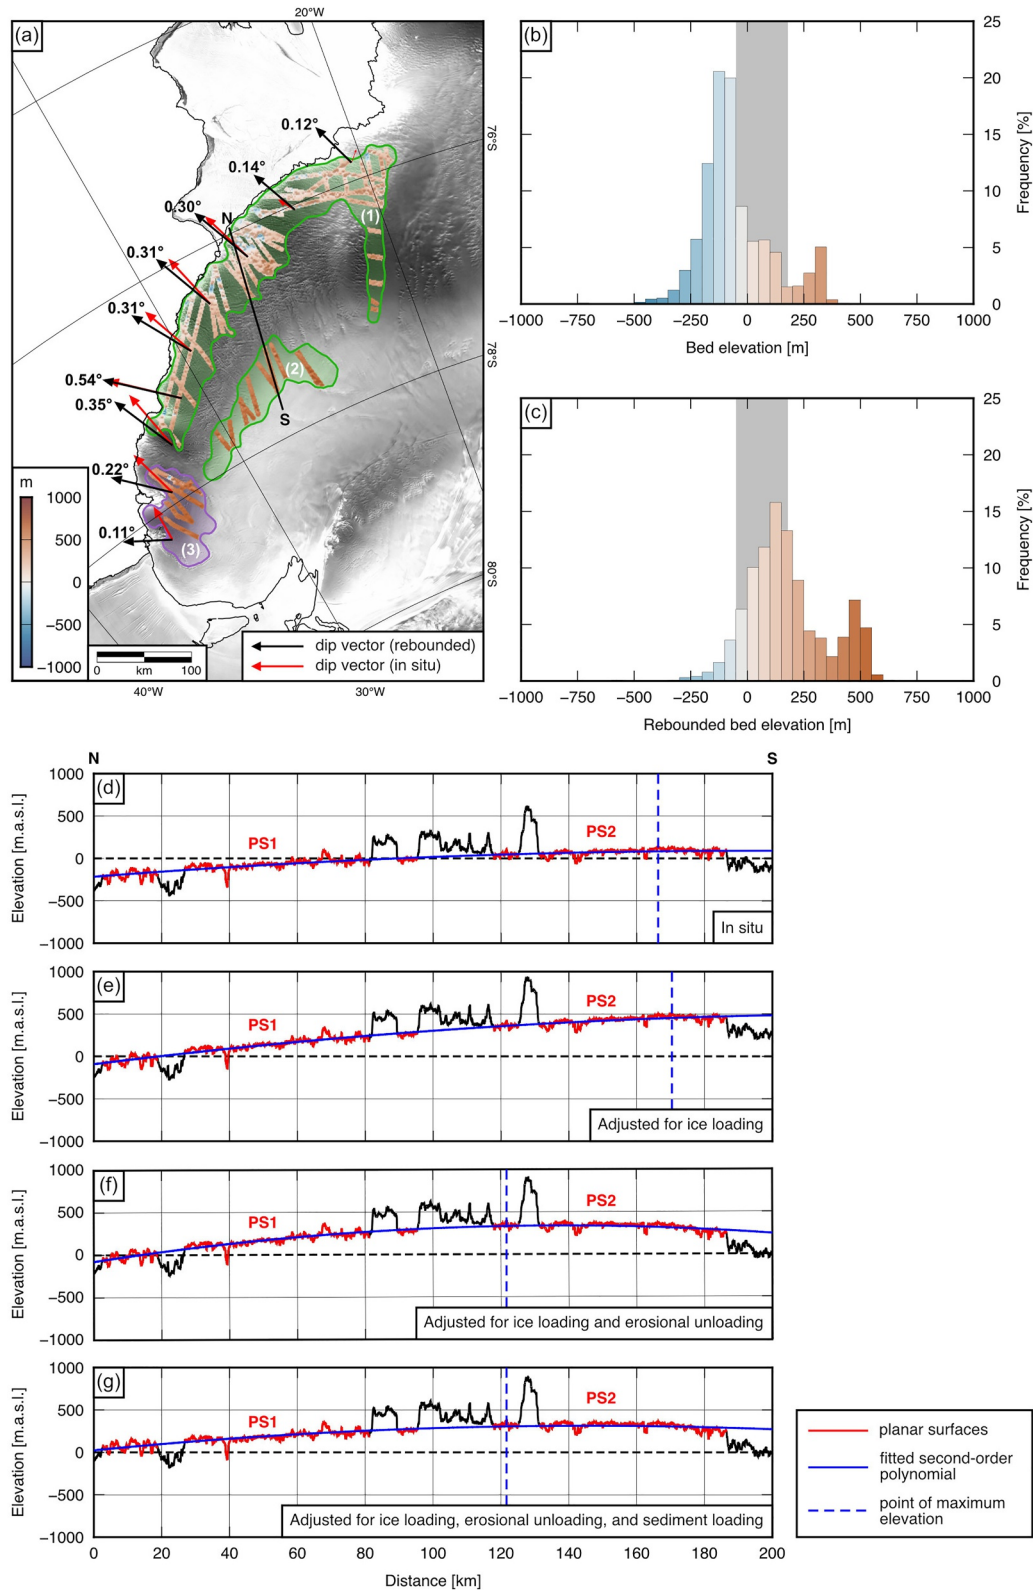 (a)
20°W
76°S
78°S
80°S
40°W
30°W
0.12°
0.14°
0.30°
N
0.31°
0.31°
0.54°
0.35°
0.22°
0.11°
(1)
(2)
S
(3)
m
1000
500
0
−500
−1000
0 km 100
dip vector (rebounded)
dip vector (in situ)
(b)
25
20
15
10
5
0
Frequency [%]
−1000 −750 −500 −250 0 250 500 750 1000
Bed elevation [m]
(c)
25
20
15
10
5
0
Frequency [%]
−1000 −750 −500 −250 0 250 500 750 1000
Rebounded bed elevation [m]
N S
(d)
1000
500
0
−500
−1000
Elevation [m.a.s.l.]
PS1 PS2
In situ
(e)
1000
500
0
−500
−1000
Elevation [m.a.s.l.]
PS1 PS2
Adjusted for ice loading
(f)
1000
500
0
−500
−1000
Elevation [m.a.s.l.]
PS1 PS2
Adjusted for ice loading and erosional unloading
(g)
1000
500
0
−500
−1000
Elevation [m.a.s.l.]
PS1 PS2
Adjusted for ice loading, erosional unloading, and sediment loading
0 20 40 60 80 100 120 140 160 180 200
Distance [km]
planar surfaces
fitted second-order
polynomial
point of maximum
elevation